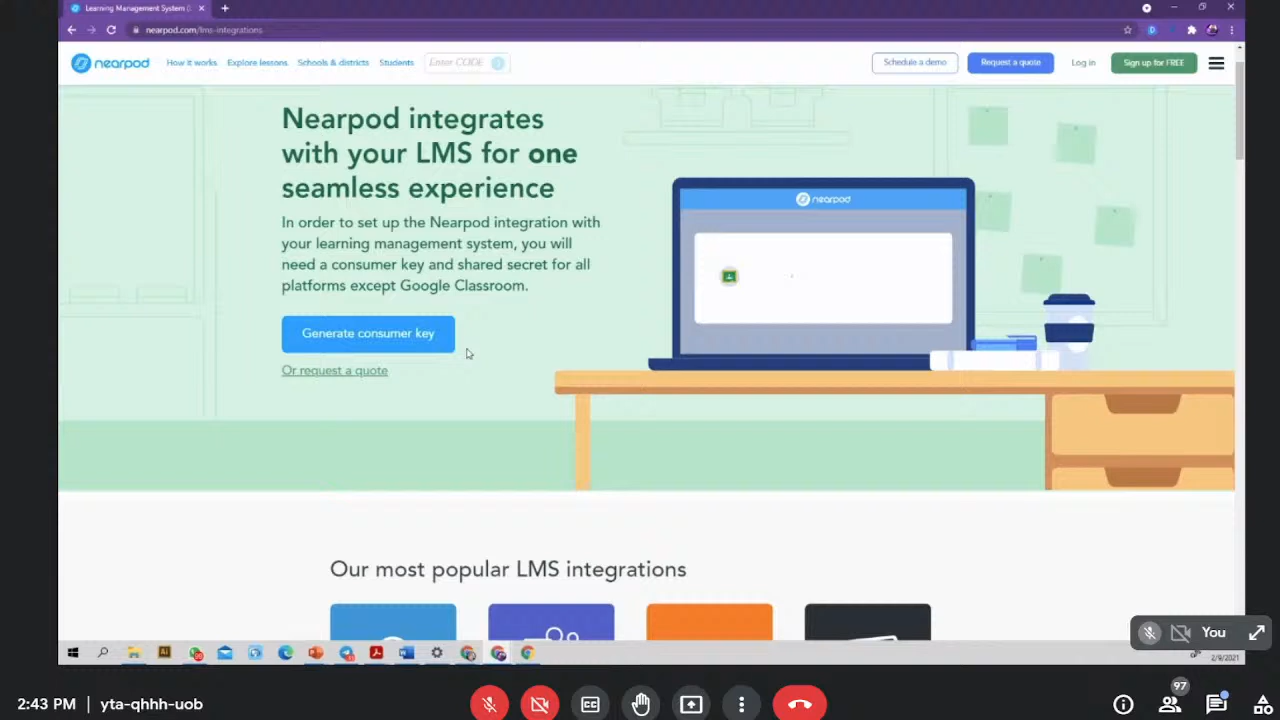 Learning Management System (
nearpod.com/lms-integrations
nearpod
How it works
Explore lessons
Schools & districts
Students
Enter CODE
Schedule a demo
Request a quote
Log in
Sign up for FREE
Nearpod integrates
with your LMS for one
seamless experience
In order to set up the Nearpod integration with
your learning management system, you will
need a consumer key and shared secret for all
platforms except Google Classroom.
Generate consumer key
Or request a quote
nearpod
Our most popular LMS integrations
You
2/9/2021
2:43 PM | yta-qhhh-uob
97